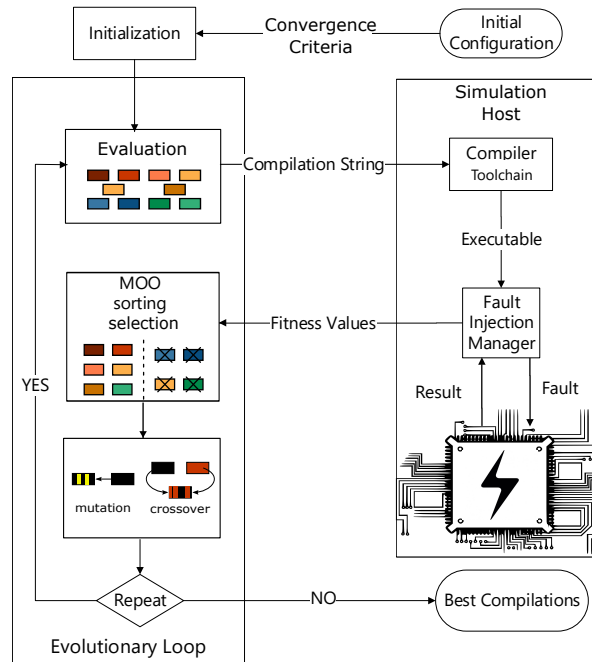 Initialization
Convergence
Criteria
Initial
Configuration
Evaluation
Compilation String
Simulation
Host
Compiler
Toolchain
Executable
MOO
sorting
selection
Fitness Values
Fault
Injection
Manager
YES
Result
Fault
mutation
crossover
Repeat
NO
Best Compilations
Evolutionary Loop